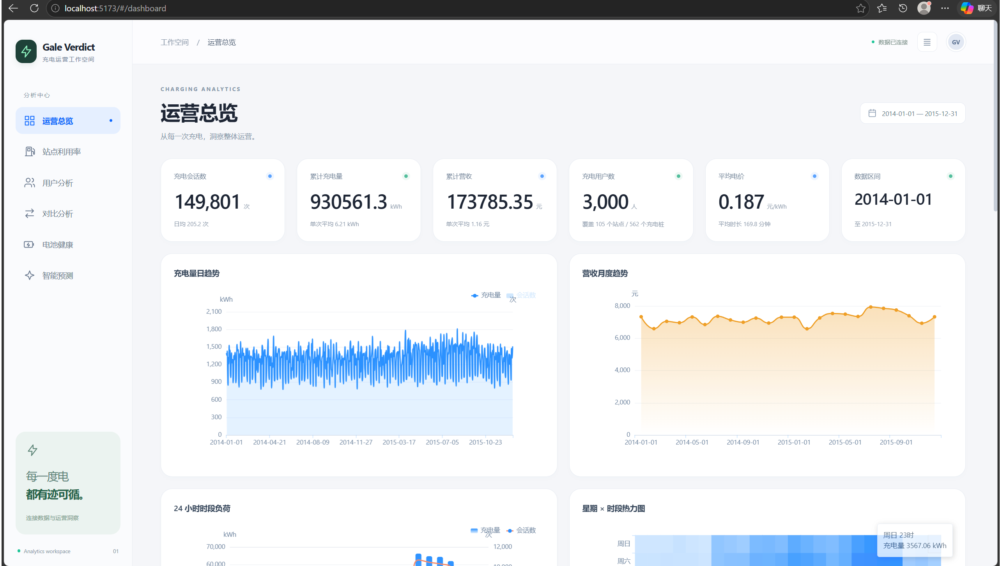 localhost:5173/#/dashboard
聊天
Gale Verdict
充电运营工作空间
工作空间 / 运营总览
数据已连接
GV
分析中心
运营总览
站点利用率
用户分析
对比分析
电池健康
智能预测
每一度电
都有迹可循。
连接数据与运营洞察
Analytics workspace 01
CHARGING ANALYTICS
运营总览
从每一次充电，洞察整体运营。
2014-01-01 — 2015-12-31
充电会话数
149,801 次
日均 205.2 次
累计充电量
930561.3 kWh
单次平均 6.21 kWh
累计营收
173785.35 元
单次平均 1.16 元
充电用户数
3,000 人
覆盖 105 个站点 / 562 个充电桩
平均电价
0.187 元/kWh
平均时长 169.8 分钟
数据区间
2014-01-01
至 2015-12-31
充电量日趋势
充电量 会话数
kWh 次
2,100
1,800
1,500
1,200
900
600
300
0
2014-01-01 2014-04-21 2014-08-09 2014-11-27 2015-03-17 2015-07-05 2015-10-23
营收月度趋势
元
8,000
6,000
4,000
2,000
0
2014-01-01 2014-05-01 2014-09-01 2015-01-01 2015-05-01 2015-09-01
24 小时时段负荷
充电量 会话数
kWh 次
70,000 12,000
60,000
星期 × 时段热力图
周日
周六
周日 23时
充电量 3567.06 kWh